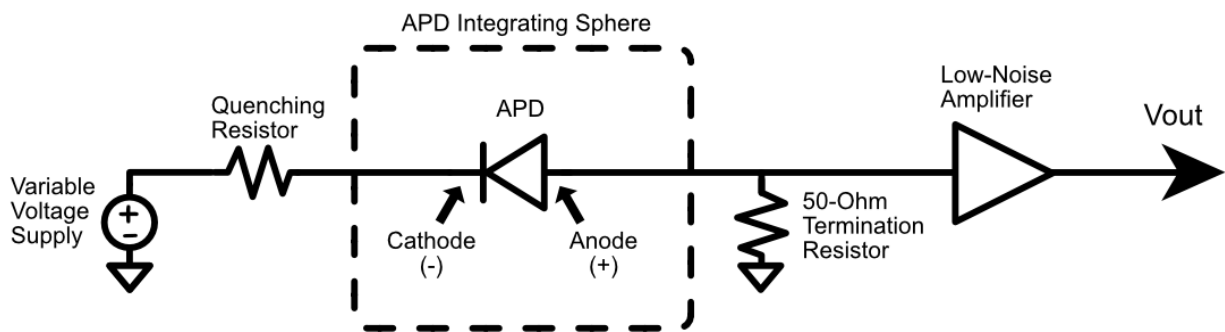 APD Integrating Sphere
Quenching
Resistor
APD
Low-Noise
Amplifier
Vout
Variable
Voltage
Supply
+
−
Cathode
(-)
Anode
(+)
50-Ohm
Termination
Resistor